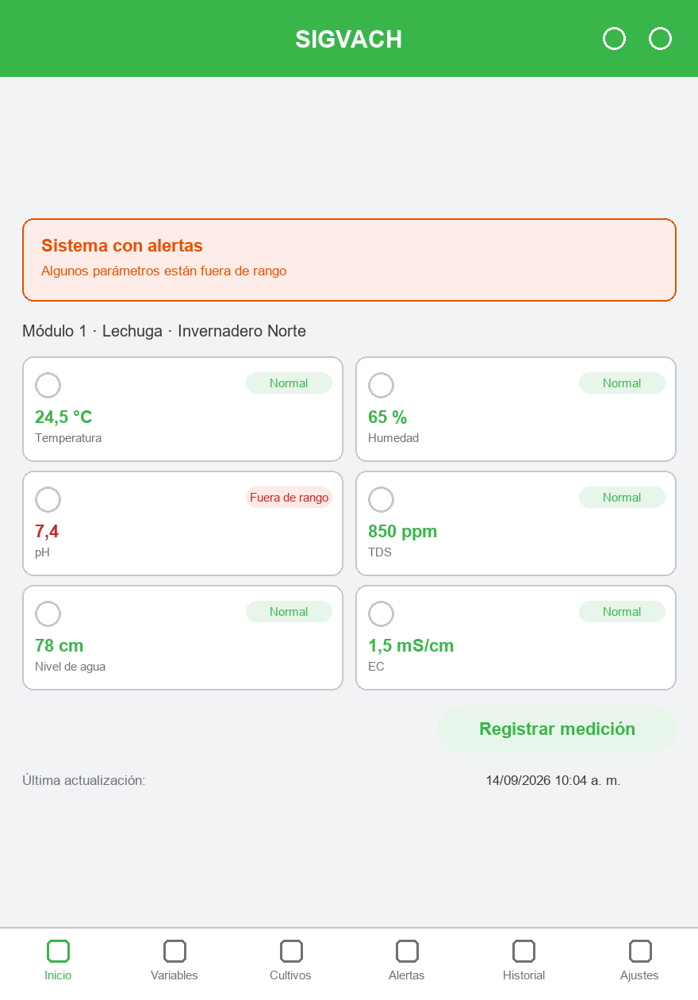 SIGVACH
Sistema con alertas
Algunos parámetros están fuera de rango
Módulo 1 · Lechuga · Invernadero Norte
Normal
24,5 °C
Temperatura
Normal
65 %
Humedad
Fuera de rango
7,4
pH
Normal
850 ppm
TDS
Normal
78 cm
Nivel de agua
Normal
1,5 mS/cm
EC
Registrar medición
Última actualización: 14/09/2026 10:04 a. m.
Inicio Variables Cultivos Alertas Historial Ajustes